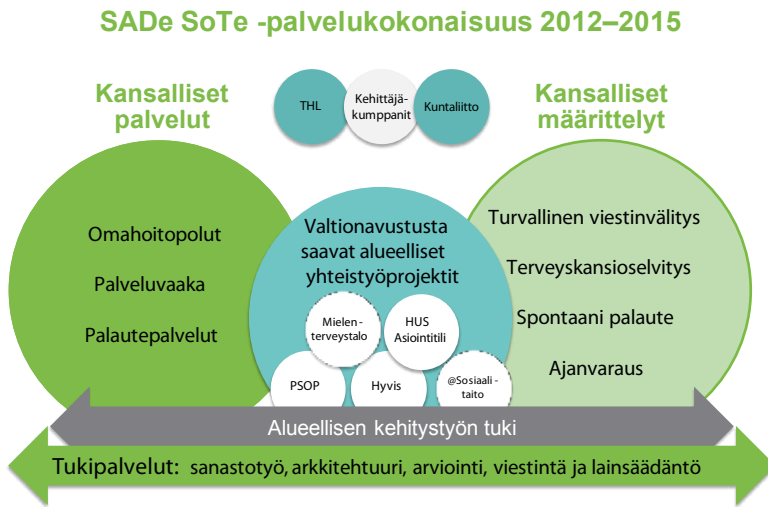 SADe SoTe -palvelukokonaisuus 2012–2015
Kansalliset
palvelut
THL
Kehittäjä-
kumppanit
Kuntaliitto
Kansalliset
määrittelyt
Omahoitopolut
Palveluvaaka
Palautepalvelut
Valtionavustusta
saavat alueelliset
yhteistyöprojektit
Mielen-
terveystalo
HUS
Asiointitili
PSOP
Hyvis
@Sosiaali-
taito
Turvallinen viestinvälitys
Terveyskansioselvitys
Spontaani palaute
Ajanvaraus
Alueellisen kehitystyön tuki
Tukipalvelut: sanastotyö, arkkitehtuuri, arviointi, viestintä ja lainsäädäntö